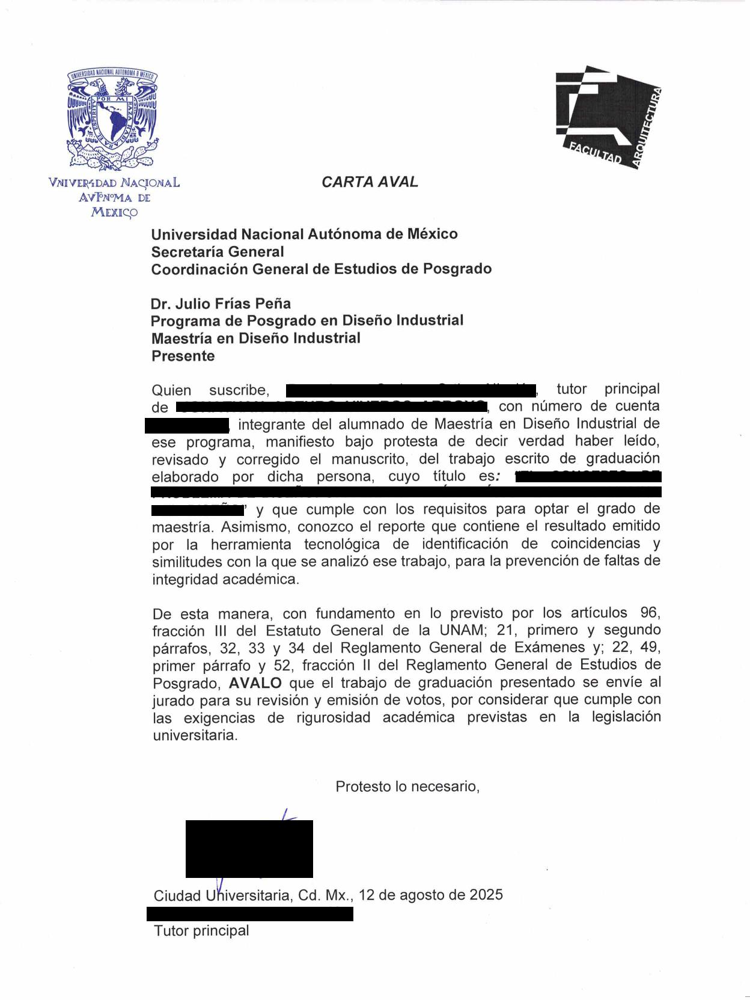 UNIVERSIDAD NACIONAL AUTONOMA D MEXICO
POR MI RAZA HABLARA EL ESPIRITU
VNIVERSIDAD NACIONAL
AVTONOMA DE
MEXICO
FACULTAD
ARQUITECTURA
CARTA AVAL
Universidad Nacional Autónoma de México
Secretaría General
Coordinación General de Estudios de Posgrado
Dr. Julio Frías Peña
Programa de Posgrado en Diseño Industrial
Maestría en Diseño Industrial
Presente
Quien suscribe, , tutor principal
de , con número de cuenta
, integrante del alumnado de Maestría en Diseño Industrial de
ese programa, manifiesto bajo protesta de decir verdad haber leído,
revisado y corregido el manuscrito, del trabajo escrito de graduación
elaborado por dicha persona, cuyo título es:
” y que cumple con los requisitos para optar el grado de
maestría. Asimismo, conozco el reporte que contiene el resultado emitido
por la herramienta tecnológica de identificación de coincidencias y
similitudes con la que se analizó ese trabajo, para la prevención de faltas de
integridad académica.
De esta manera, con fundamento en lo previsto por los artículos 96,
fracción III del Estatuto General de la UNAM; 21, primero y segundo
párrafos, 32, 33 y 34 del Reglamento General de Exámenes y; 22, 49,
primer párrafo y 52, fracción II del Reglamento General de Estudios de
Posgrado, AVALO que el trabajo de graduación presentado se envíe al
jurado para su revisión y emisión de votos, por considerar que cumple con
las exigencias de rigurosidad académica previstas en la legislación
universitaria.
Protesto lo necesario,
Ciudad Universitaria, Cd. Mx., 12 de agosto de 2025
Tutor principal